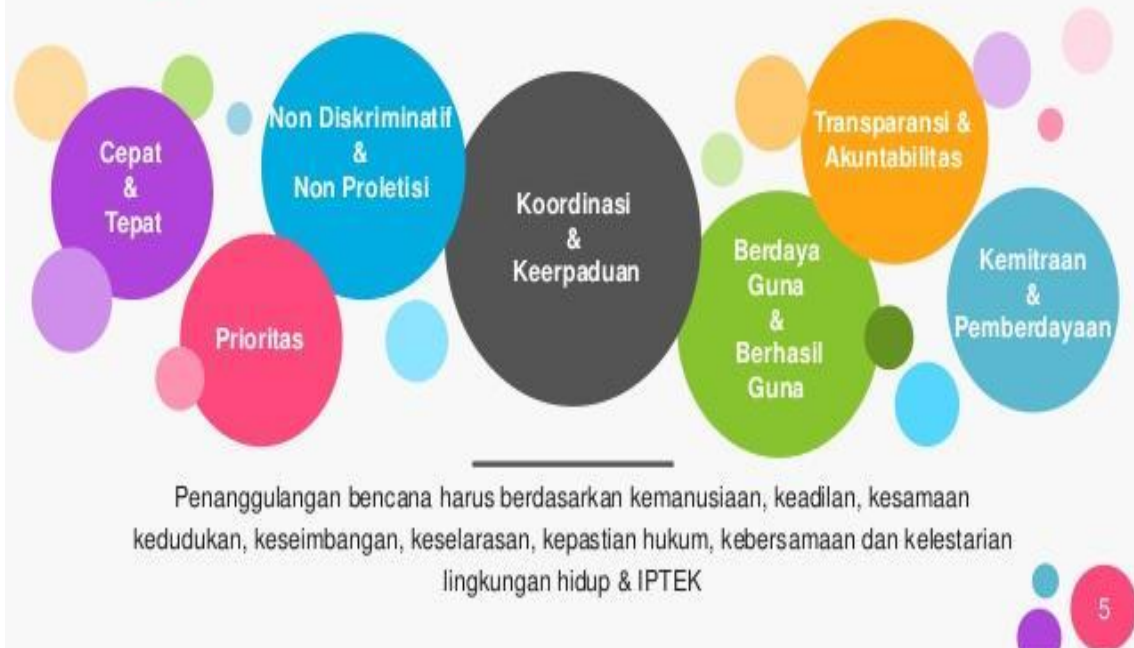 Cepat
&
Tepat
Non Diskriminatif
&
Non Proletisi
Prioritas
Koordinasi
&
Keerpaduan
Berdaya
Guna
&
Berhasil
Guna
Transparansi &
Akuntabilitas
Kemitraan
&
Pemberdayaan
Penanggulangan bencana harus berdasarkan kemanusiaan, keadilan, kesamaan
kedudukan, keseimbangan, keselarasan, kepastian hukum, kebersamaan dan kelestarian
lingkungan hidup & IPTEK
5